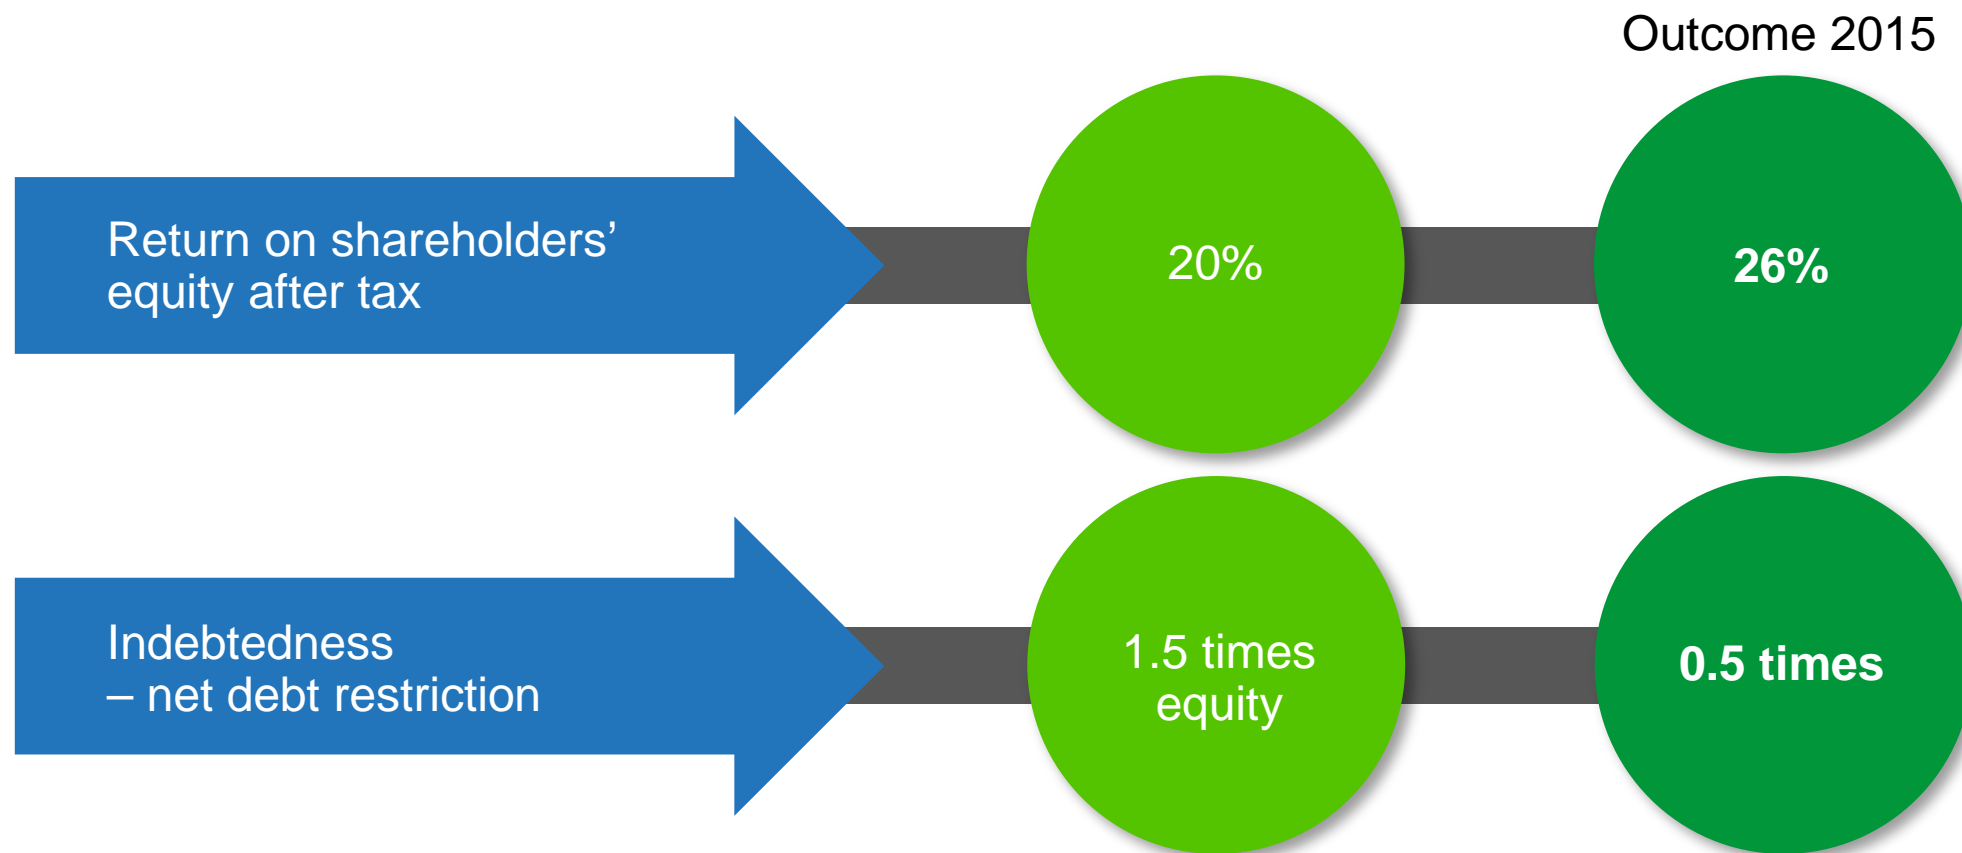 Outcome 2015
Return on shareholders’
equity after tax
20%
26%
Indebtedness
– net debt restriction
1.5 times
equity
0.5 times